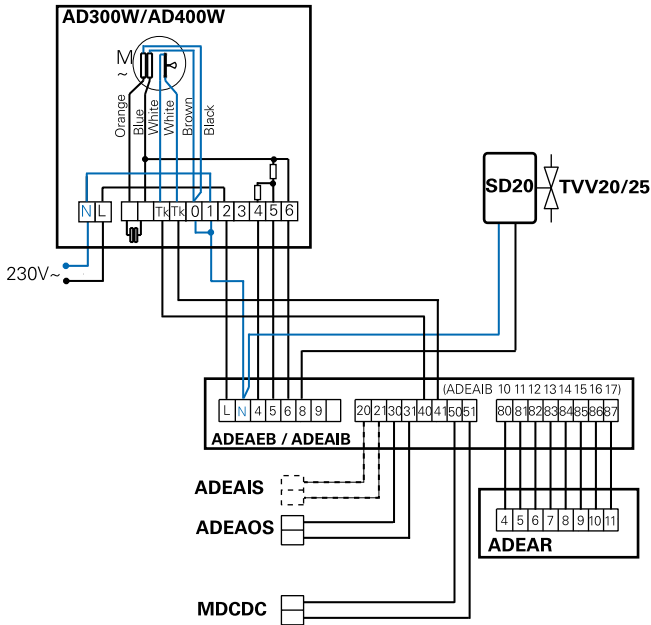 AD300W/AD400W
M
~
Orange
Blue
White
White
Brown
Black
N L Tk Tk 0 1 2 3 4 5 6
230V~
SD20
TVV20/25
(ADEAIB 10 11 12 13 14 15 16 17)
L N 4 5 6 8 9 20 21 30 31 40 41 50 51 80 81 82 83 84 85 86 87
ADEAEB / ADEAIB
ADEAIS
ADEAOS
4 5 6 7 8 9 10 11
ADEAR
MDCDC